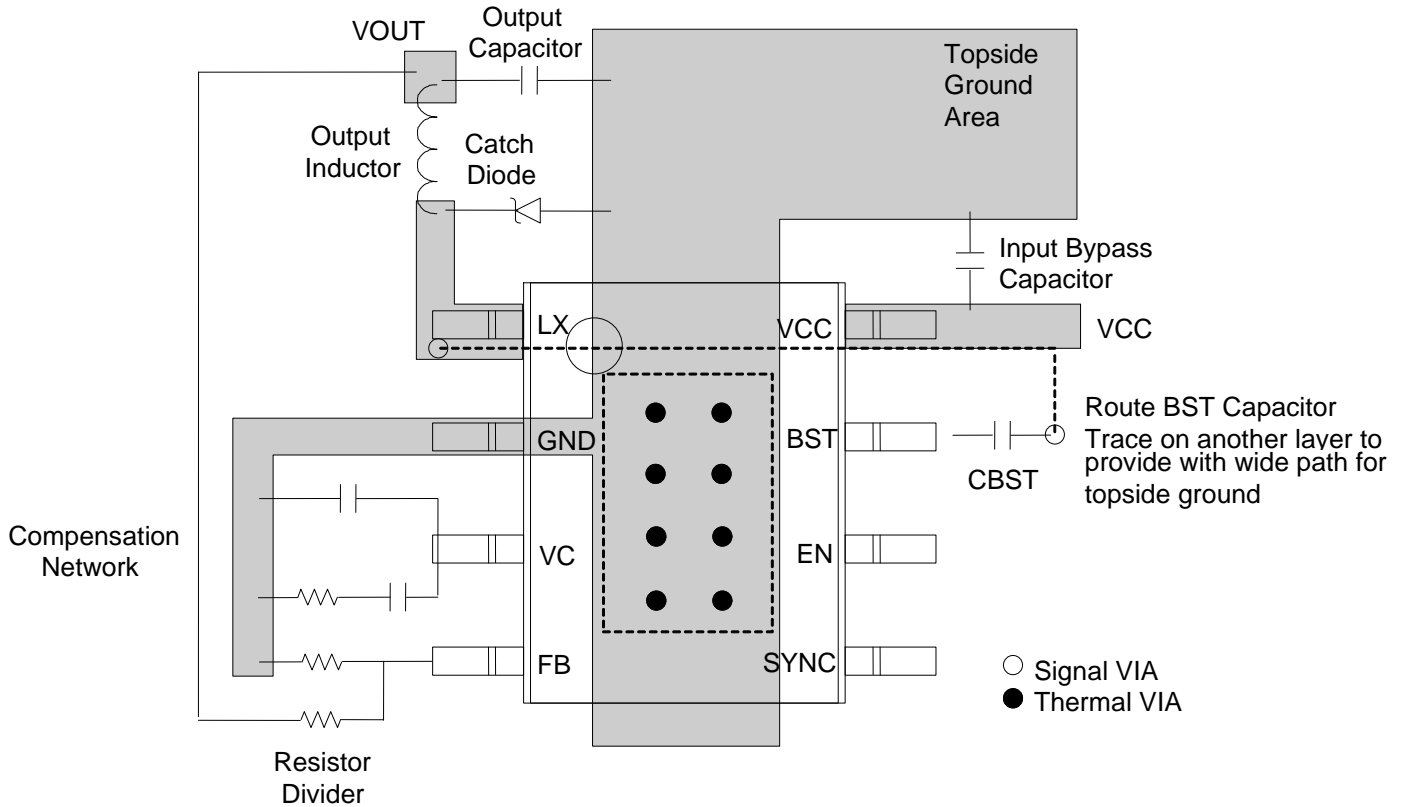 VOUT
Output
Capacitor
Topside
Ground
Area
Output
Inductor
Catch
Diode
Input Bypass
Capacitor
LX
VCC
VCC
GND
BST
CBST
Route BST Capacitor
Trace on another layer to
provide with wide path for
topside ground
Compensation
Network
VC
EN
FB
SYNC
Signal VIA
Thermal VIA
Resistor
Divider